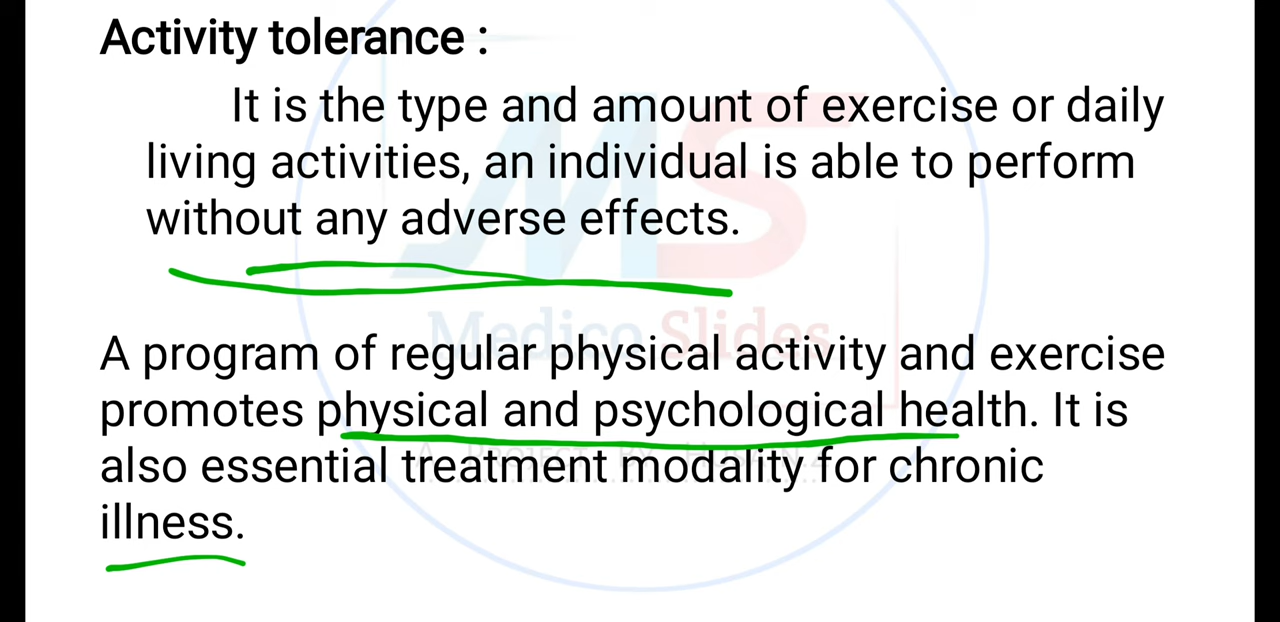 Activity tolerance :
It is the type and amount of exercise or daily
living activities, an individual is able to perform
without any adverse effects.
Medico Slides
A program of regular physical activity and exercise
promotes physical and psychological health. It is
also essential treatment modality for chronic
illness.